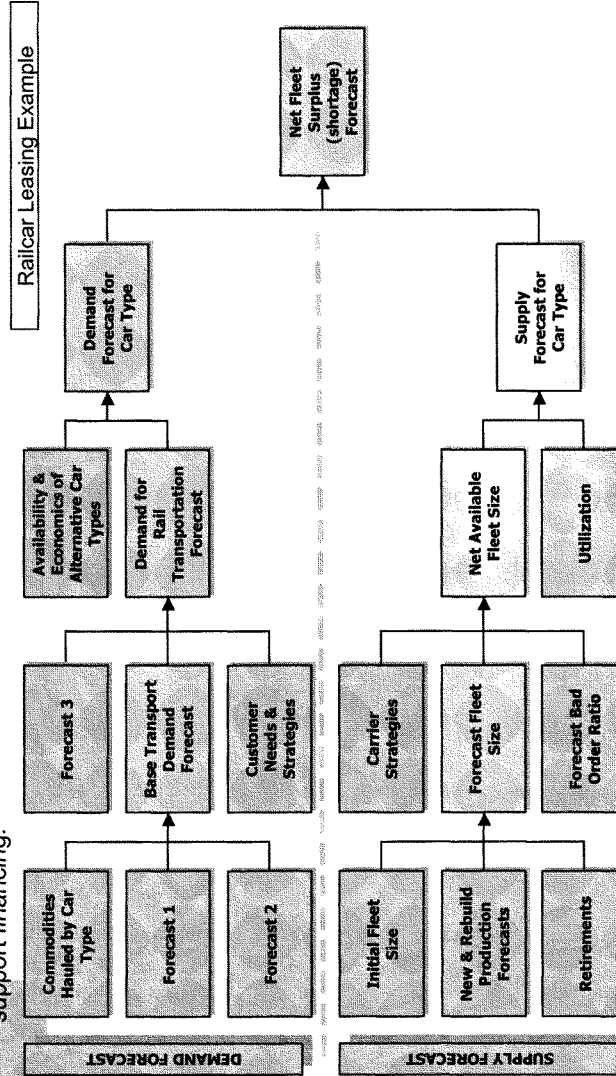 support financing.
Railcar Leasing Example
DEMAND FORECAST
Commodities
Hauled by Car
Type
Forecast 1
Forecast 2
Forecast 3
Base Transport
Demand
Forecast
Customer
Needs &
Strategies
Availability &
Economics of
Alternative Car
Types
Demand for
Rail
Transportation
Forecast
Demand
Forecast for
Car Type
Net Fleet
Surplus
(shortage)
Forecast
SUPPLY FORECAST
Initial Fleet
Size
New & Rebuild
Production
Forecasts
Retirements
Carrier
Strategies
Forecast Fleet
Size
Forecast Bad
Order Ratio
Net Available
Fleet Size
Utilization
Supply
Forecast for
Car Type